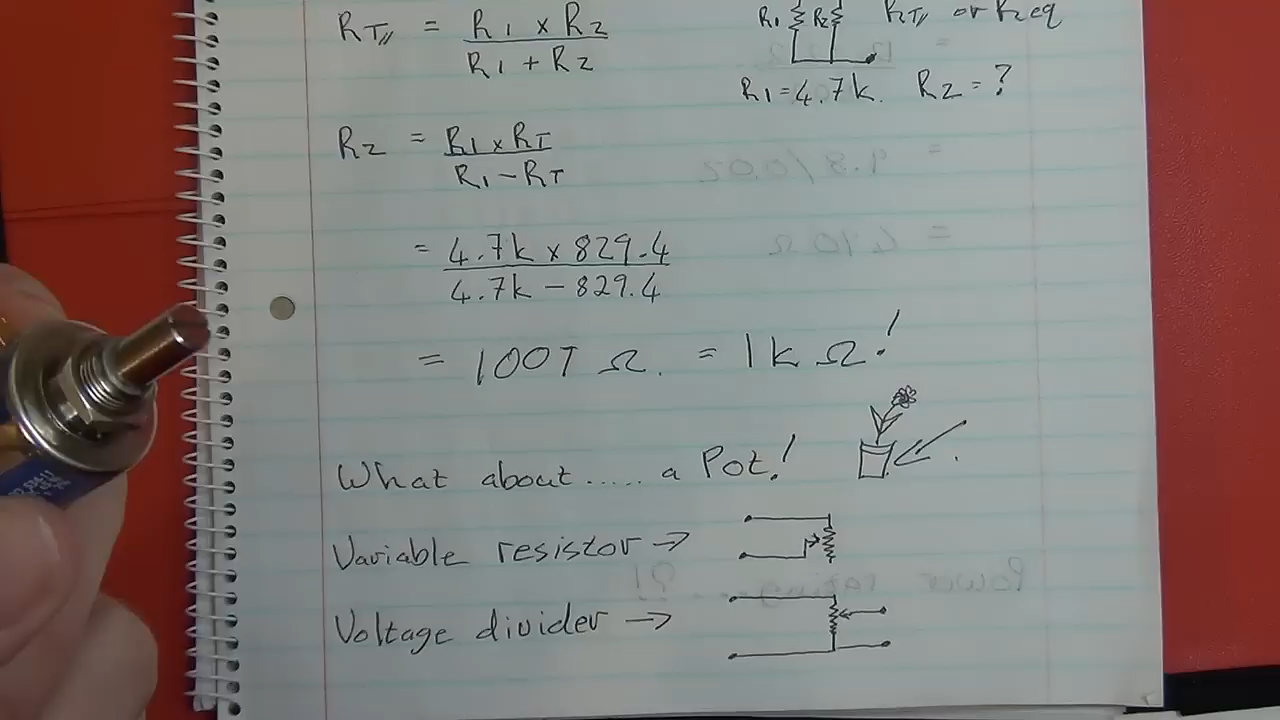 RT// = R1 x R2 / R1 + R2
R1 R2 RT// or Req
R1 = 4.7k. R2 = ?
R2 = R1 x RT / R1 - RT
= 4.7k x 829.4 / 4.7k - 829.4
= 1007 Ω. = 1k Ω!
What about..... a Pot!
Variable resistor →
Voltage divider →